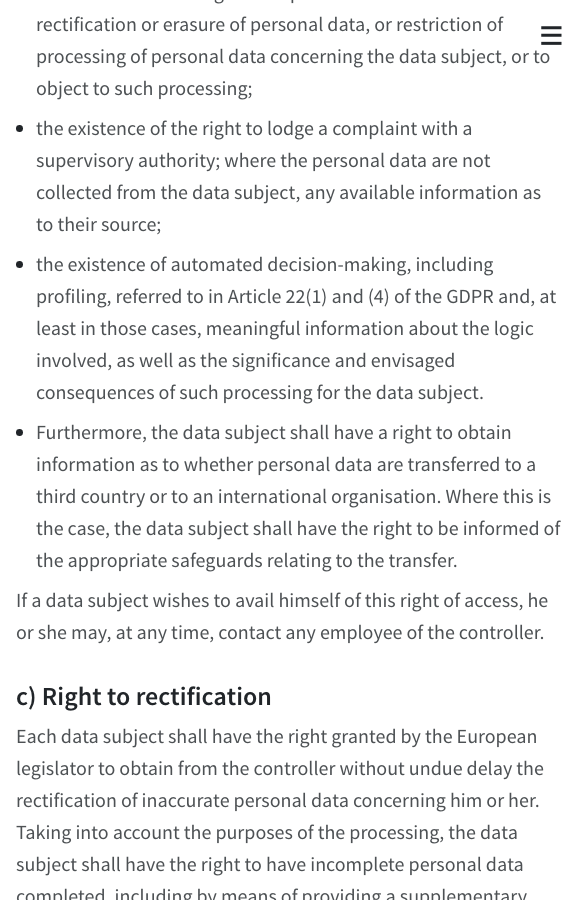 rectification or erasure of personal data, or restriction of
processing of personal data concerning the data subject, or to
object to such processing;
the existence of the right to lodge a complaint with a
supervisory authority; where the personal data are not
collected from the data subject, any available information as
to their source;
the existence of automated decision-making, including
profiling, referred to in Article 22(1) and (4) of the GDPR and, at
least in those cases, meaningful information about the logic
involved, as well as the significance and envisaged
consequences of such processing for the data subject.
Furthermore, the data subject shall have a right to obtain
information as to whether personal data are transferred to a
third country or to an international organisation. Where this is
the case, the data subject shall have the right to be informed of
the appropriate safeguards relating to the transfer.
If a data subject wishes to avail himself of this right of access, he
or she may, at any time, contact any employee of the controller.
c) Right to rectification
Each data subject shall have the right granted by the European
legislator to obtain from the controller without undue delay the
rectification of inaccurate personal data concerning him or her.
Taking into account the purposes of the processing, the data
subject shall have the right to have incomplete personal data
completed, including by means of providing a supplementary